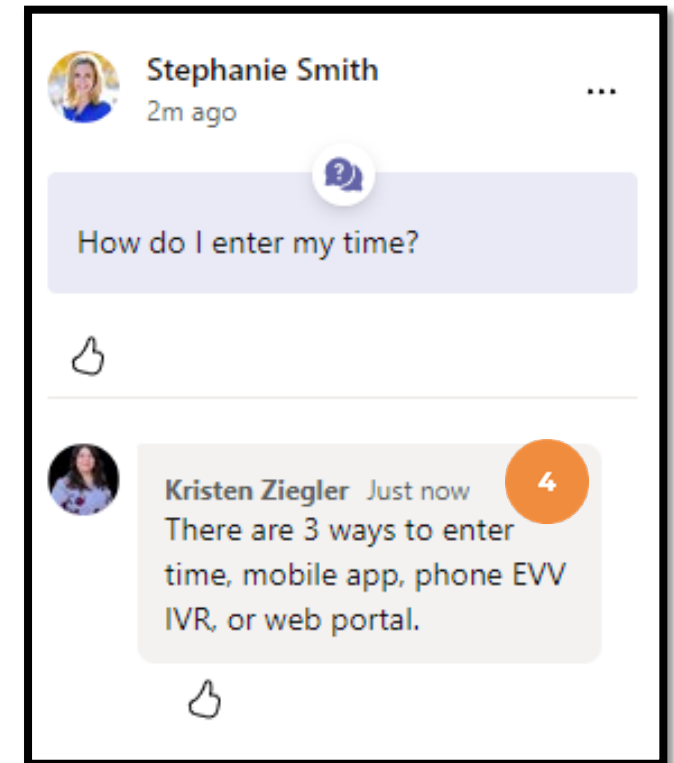 Stephanie Smith
...
2m ago
?
How do I enter my time?
Kristen Ziegler Just now
4
There are 3 ways to enter
time, mobile app, phone EVV
IVR, or web portal.